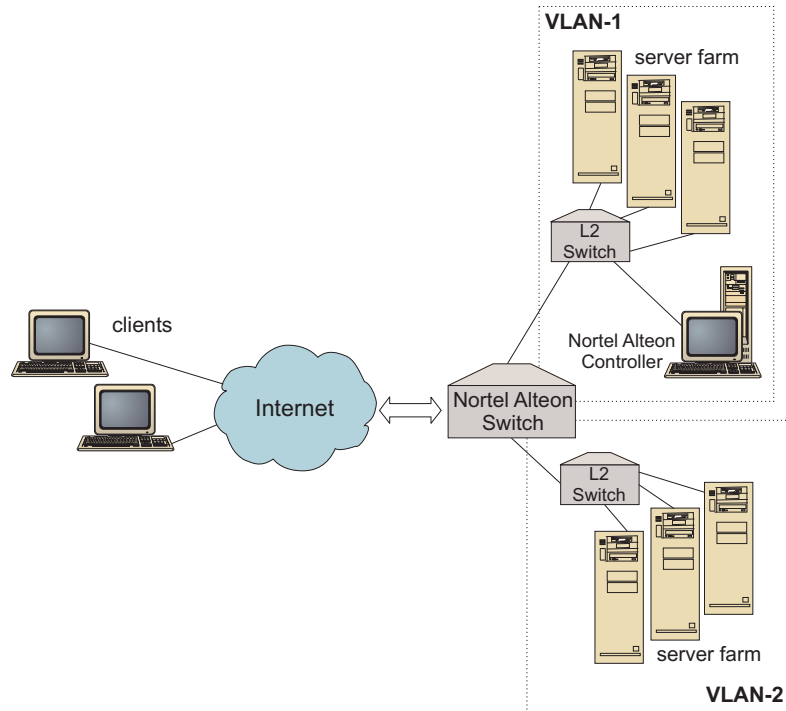 VLAN-1
server farm
L2
Switch
clients
Nortel Alteon
Controller
Internet
Nortel Alteon
Switch
L2
Switch
server farm
VLAN-2